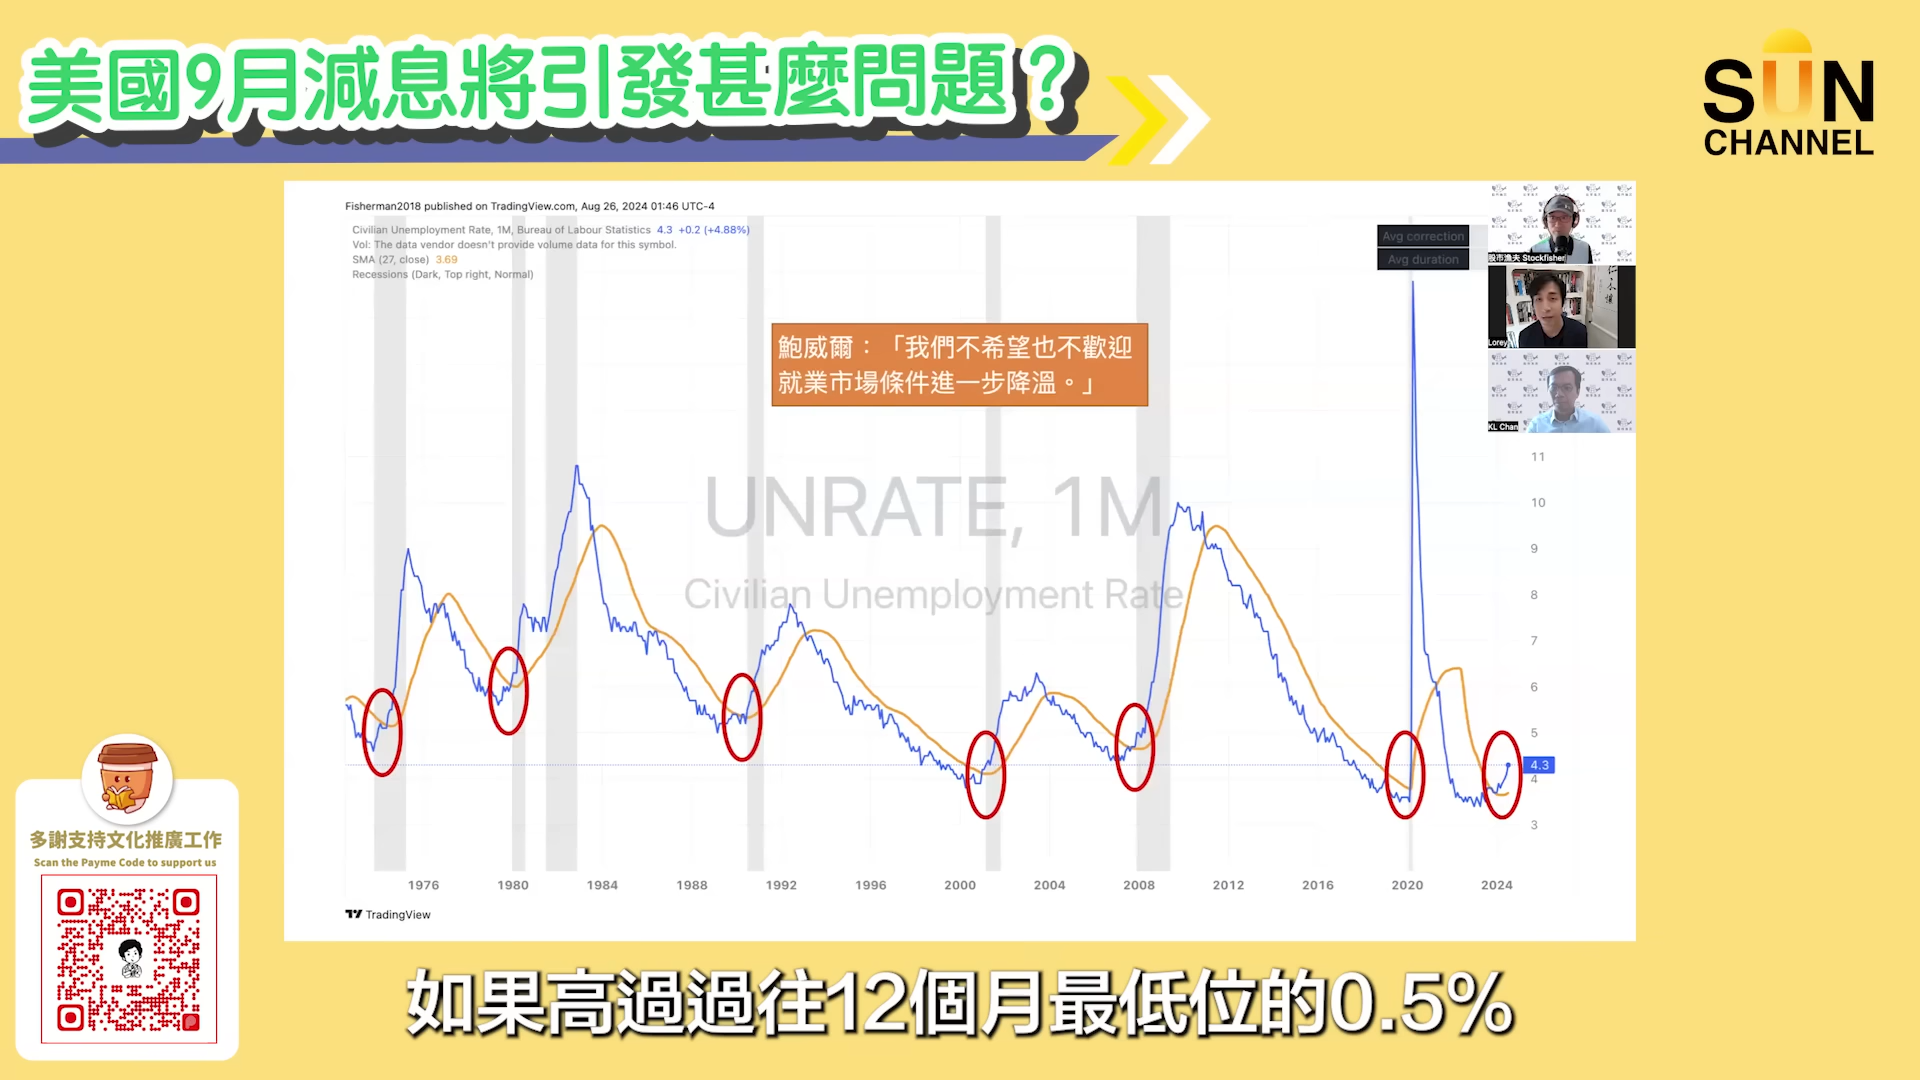 美國9月減息將引發甚麼問題？
SUN
CHANNEL
Fisherman2018 published on TradingView.com, Aug 26, 2024 01:46 UTC-4
Civilian Unemployment Rate, 1M, Bureau of Labour Statistics 4.3 +0.2 (+4.88%)
Vol: The data vendor doesn't provide volume data for this symbol.
SMA (27, close) 3.69
Recessions (Dark, Top right, Normal)
Avg correction
Avg duration
股市漁夫 Stockfisher
Lorey
KL Chan
鮑威爾：「我們不希望也不歡迎
就業市場條件進一步降溫。」
UNRATE, 1M
Civilian Unemployment Rate
11
10
9
8
7
6
5
4.3
4
3
1976 1980 1984 1988 1992 1996 2000 2004 2008 2012 2016 2020 2024
TradingView
多謝支持文化推廣工作
Scan the Payme Code to support us
如果高過過往12個月最低位的0.5%